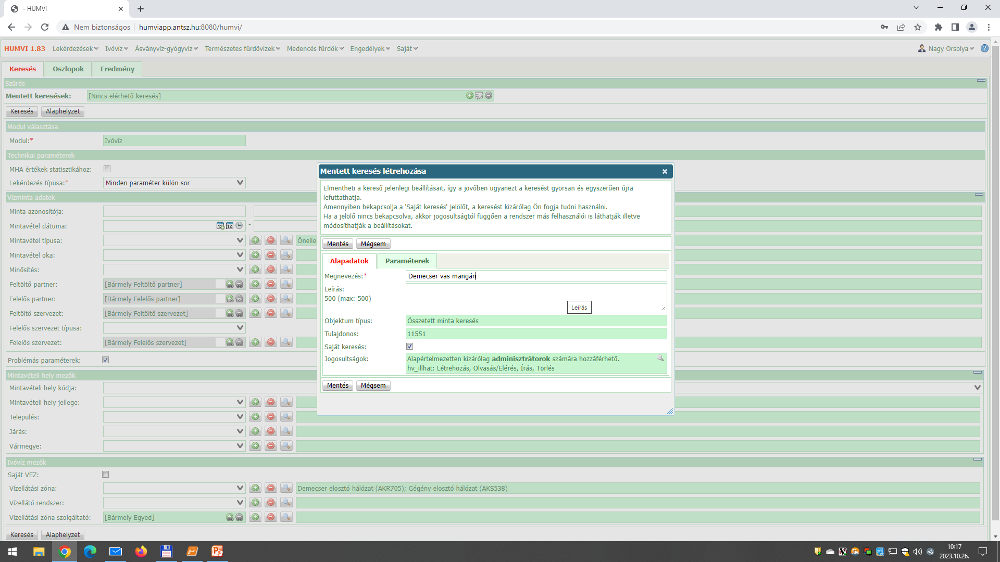 - HUMVI
Nem biztonságos
humviapp.antsz.hu:8080/humvi/
HUMVI 1.83 Lekérdezések Ivóvíz Ásványvíz-gyógyvíz Természetes fürdővizek Medencés fürdők Engedélyek Saját Nagy Orsolya
Keresés Oszlopok Eredmény
Szűrés
Mentett keresések: [Nincs elérhető keresés]
Keresés Alaphelyzet
Modul választása
Modul:* Ivóvíz
Technikai paraméterek
MHA értékek statisztikához:
Lekérdezés típusa:* Minden paraméter külön sor
Vízminta adatok
Minta azonosítója: -
Mintavétel dátuma: -
Mintavétel típusa: Önelle
Mintavétel oka:
Minősítés:
Feltöltő partner: [Bármely Feltöltő partner]
Felelős partner: [Bármely Felelős partner]
Feltöltő szervezet: [Bármely Feltöltő szervezet]
Felelős szervezet típusa:
Felelős szervezet: [Bármely Felelős szervezet]
Problémás paraméterek:
Mintavételi hely mezők
Mintavételi hely kódja:
Mintavételi hely jellege:
Település:
Járás:
Vármegye:
Ivóvíz mezők
Saját VEZ:
Vízellátási zóna: Demecser elosztó hálózat (AKR705); Gégény elosztó hálózat (AKS538)
Vízellátó rendszer:
Vízellátási zóna szolgáltató: [Bármely Egyed]
Keresés Alaphelyzet
Mentett keresés létrehozása
Elmentheti a kereső jelenlegi beállításait, így a jövőben ugyanezt a keresést gyorsan és egyszerűen újra
lefuttathatja.
Amennyiben bekapcsolja a 'Saját keresés' jelölőt, a keresést kizárólag Ön fogja tudni használni.
Ha a jelölő nincs bekapcsolva, akkor jogosultságtól függően a rendszer más felhasználói is láthatják illetve
módosíthatják a beállításokat.
Mentés Mégsem
Alapadatok Paraméterek
Megnevezés:* Demecser vas mangán
Leírás:
500 (max: 500)
Leírás
Objektum típus: Összetett minta keresés
Tulajdonos: 11551
Saját keresés:
Jogosultságok: Alapértelmezetten kizárólag adminisztrátorok számára hozzáférhető.
hv_illhat: Létrehozás, Olvasás/Elérés, Írás, Törlés
Mentés Mégsem
10:17
2023.10.26.